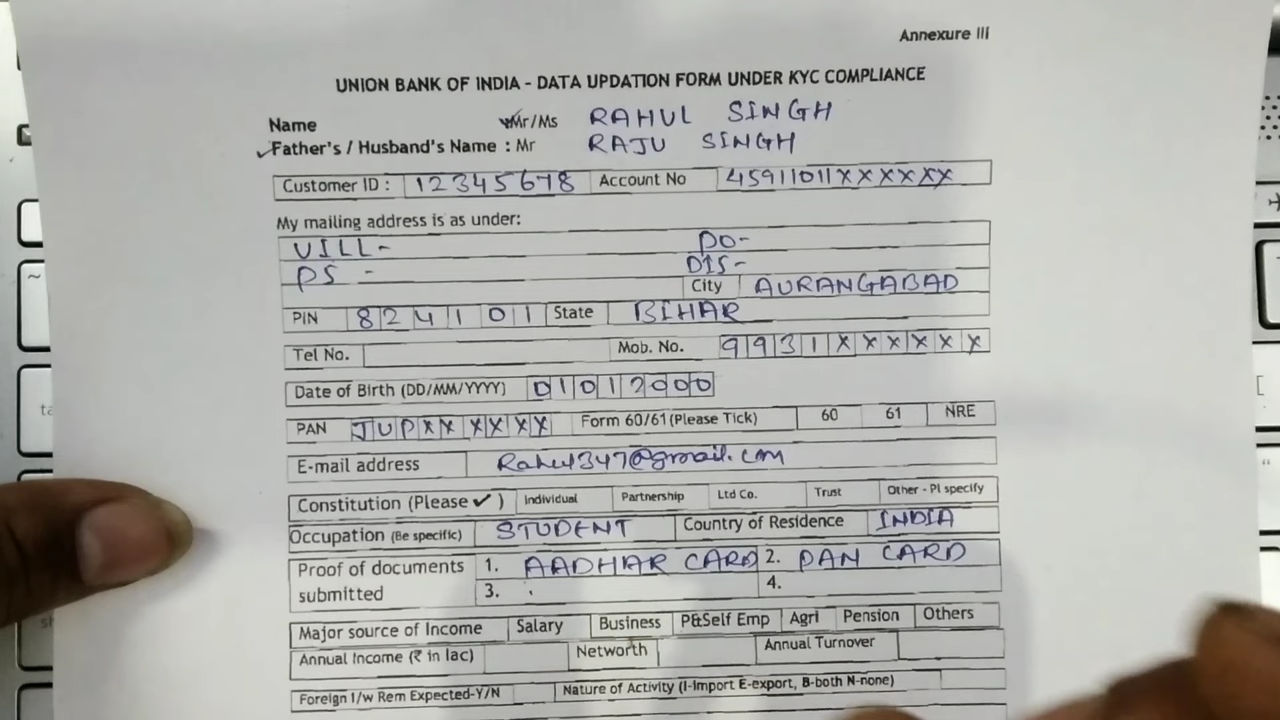 Annexure III
UNION BANK OF INDIA - DATA UPDATION FORM UNDER KYC COMPLIANCE
Name Mr/Ms RAHUL SINGH
✓Father's / Husband's Name : Mr RAJU SINGH
Customer ID : 12345678 Account No 45911011XXXXXX
My mailing address is as under:
VILL- PO-
PS - DIS-
City AURANGABAD
PIN 824101 State BIHAR
Tel No. Mob. No. 9931XXXXXX
Date of Birth (DD/MM/YYYY) 01012000
PAN JUPXXXXXX Form 60/61 (Please Tick) 60 61 NRE
E-mail address Rahul347@gmail.com
Constitution (Please ✓ ) Individual Partnership Ltd Co. Trust Other - Pl specify
Occupation (Be specific) STUDENT Country of Residence INDIA
Proof of documents submitted 1. AADHAR CARD 2. PAN CARD
3. 4.
Major source of Income Salary Business P&Self Emp Agri Pension Others
Annual Income (₹ in lac) Networth Annual Turnover
Foreign I/w Rem Expected-Y/N Nature of Activity (I-Import E-export, B-both N-none)